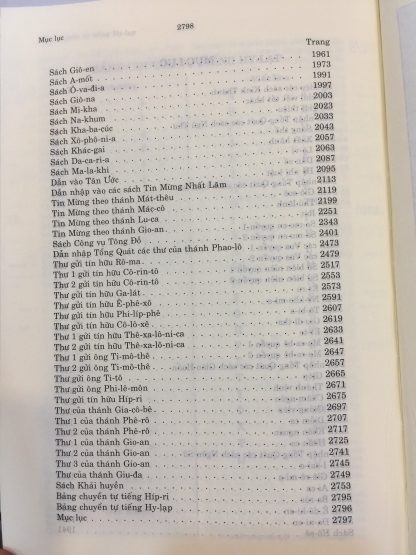 Mục lục 2798
Trang
Sách Giô-en . . . . . 1961
Sách A-mốt . . . . . 1973
Sách Ô-va-đi-a . . . . . 1991
Sách Giô-na . . . . . 1997
Sách Mi-kha . . . . . 2003
Sách Na-khum . . . . . 2023
Sách Kha-ba-cúc . . . . . 2033
Sách Xô-phô-ni-a . . . . . 2043
Sách Khác-gai . . . . . 2057
Sách Da-ca-ri-a . . . . . 2063
Sách Ma-la-khi . . . . . 2087
Dẫn vào Tân Ước . . . . . 2095
Dẫn nhập vào các sách Tin Mừng Nhất Lãm . . . . . 2113
Tin Mừng theo thánh Mát-thêu . . . . . 2119
Tin Mừng theo thánh Mác-cô . . . . . 2199
Tin Mừng theo thánh Lu-ca . . . . . 2251
Tin Mừng theo thánh Gio-an . . . . . 2343
Sách Công vụ Tông Đồ . . . . . 2401
Dẫn nhập Tổng Quát các thư của thánh Phao-lô . . . . . 2473
Thư gửi tín hữu Rô-ma . . . . . 2479
Thư 1 gửi tín hữu Cô-rin-tô . . . . . 2517
Thư 2 gửi tín hữu Cô-rin-tô . . . . . 2553
Thư gửi tín hữu Ga-lát . . . . . 2573
Thư gửi tín hữu Ê-phê-xô . . . . . 2591
Thư gửi tín hữu Phi-líp-phê . . . . . 2607
Thư gửi tín hữu Cô-lô-xê . . . . . 2619
Thư 1 gửi tín hữu Thê-xa-lô-ni-ca . . . . . 2633
Thư 2 gửi tín hữu Thê-xa-lô-ni-ca . . . . . 2641
Thư 1 gửi ông Ti-mô-thê . . . . . 2647
Thư 2 gửi ông Ti-mô-thê . . . . . 2657
Thư gửi ông Ti-tô . . . . . 2665
Thư gửi ông Phi-lê-môn . . . . . 2671
Thư gửi tín hữu Híp-ri . . . . . 2675
Thư của thánh Gia-cô-bê . . . . . 2697
Thư 1 của thánh Phê-rô . . . . . 2707
Thư 2 của thánh Phê-rô . . . . . 2717
Thư 1 của thánh Gio-an . . . . . 2725
Thư 2 của thánh Gio-an . . . . . 2741
Thư 3 của thánh Gio-an . . . . . 2745
Thư của thánh Giu-đa . . . . . 2749
Sách Khải huyền . . . . . 2753
Bảng chuyển tự tiếng Híp-ri . . . . . 2795
Bảng chuyển tự tiếng Hy-lạp . . . . . 2796
Mục lục . . . . . 2797